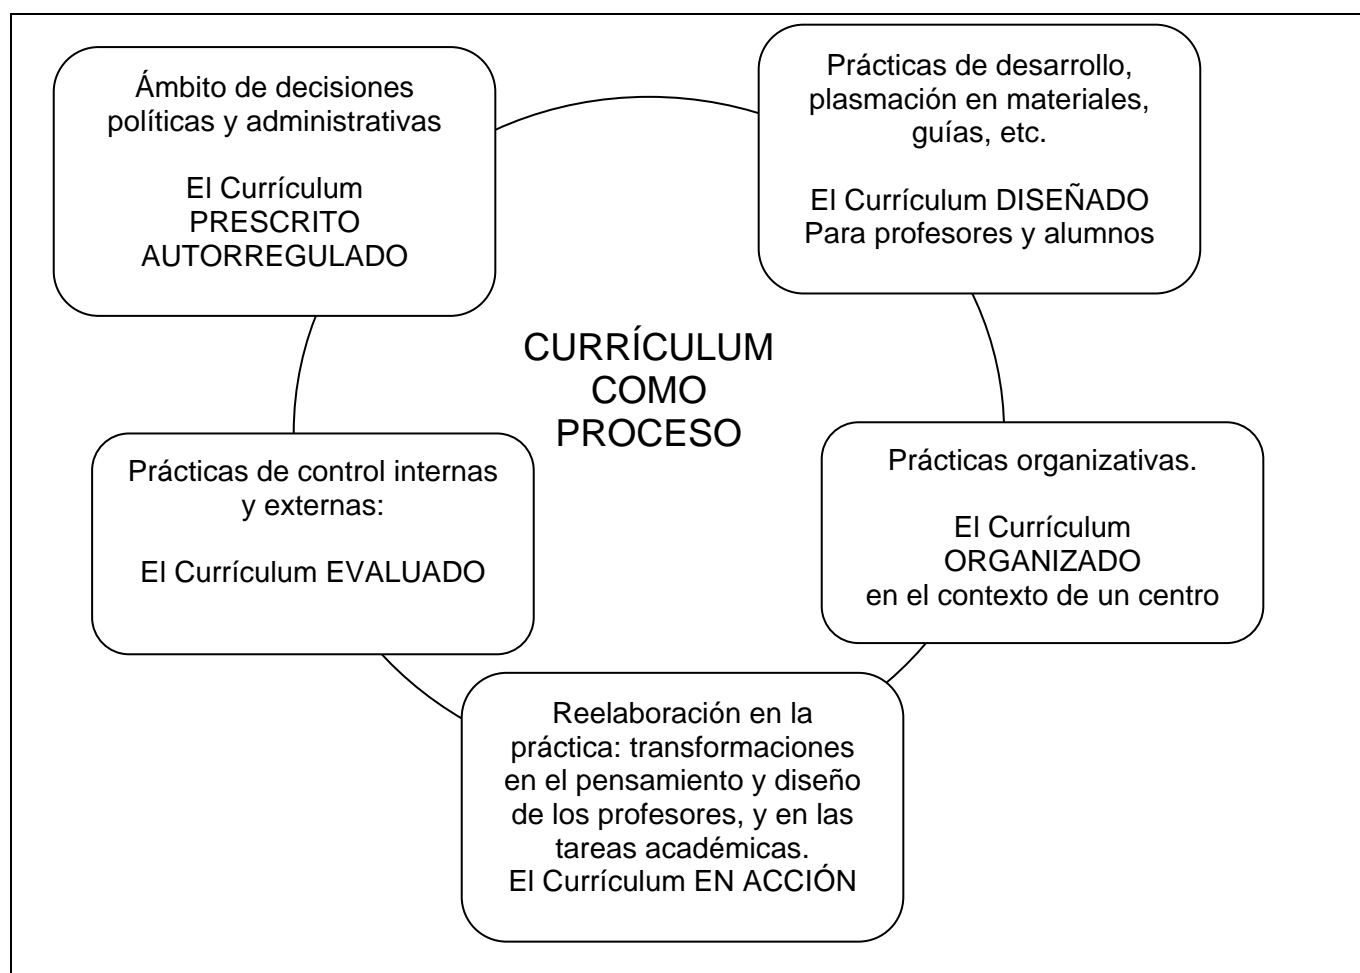 Ámbito de decisiones
políticas y administrativas
El Currículum
PRESCRITO
AUTORREGULADO
Prácticas de desarrollo,
plasmación en materiales,
guías, etc.
El Currículum DISEÑADO
Para profesores y alumnos
CURRÍCULUM
COMO
PROCESO
Prácticas de control internas
y externas:
El Currículum EVALUADO
Prácticas organizativas.
El Currículum
ORGANIZADO
en el contexto de un centro
Reelaboración en la
práctica: transformaciones
en el pensamiento y diseño
de los profesores, y en las
tareas académicas.
El Currículum EN ACCIÓN